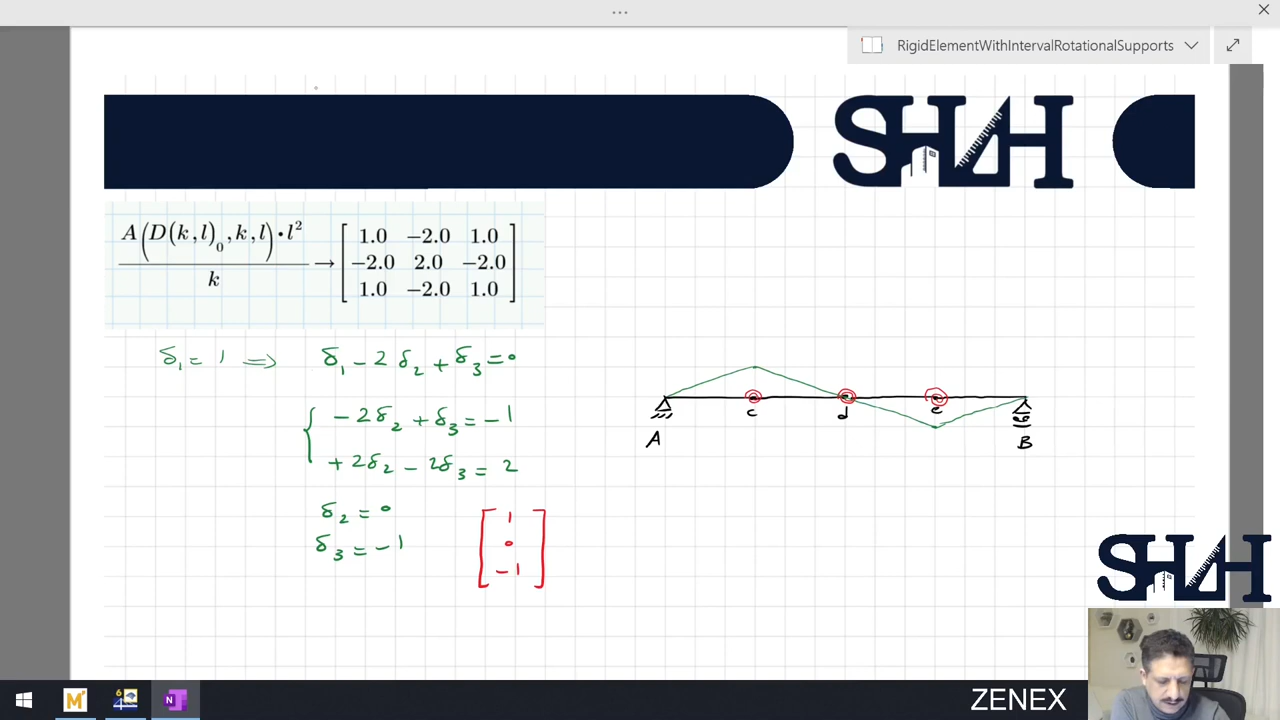 RigidElementWithIntervalRotationalSupports
SHAH
A(D(k,l)₀,k,l)·l²
k
→
1.0 −2.0 1.0
−2.0 2.0 −2.0
1.0 −2.0 1.0
δ₁ = 1 ⇒ δ₁ − 2δ₂ + δ₃ = 0
−2δ₂ + δ₃ = −1
+2δ₂ − 2δ₃ = 2
δ₂ = 0
δ₃ = −1
1
0
−1
c d e
A B
SHAH
ZENEX